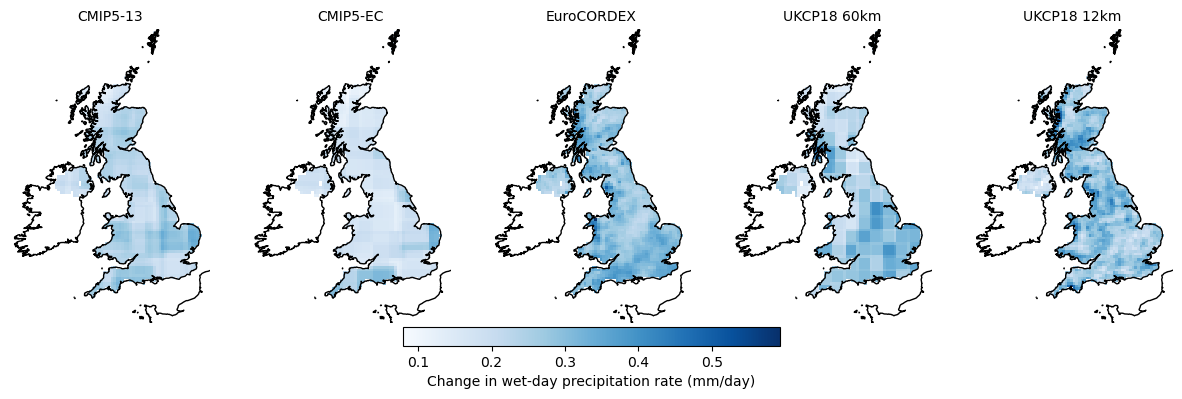 CMIP5-13
CMIP5-EC
EuroCORDEX
UKCP18 60km
UKCP18 12km
0.1
0.2
0.3
0.4
0.5
Change in wet-day precipitation rate (mm/day)